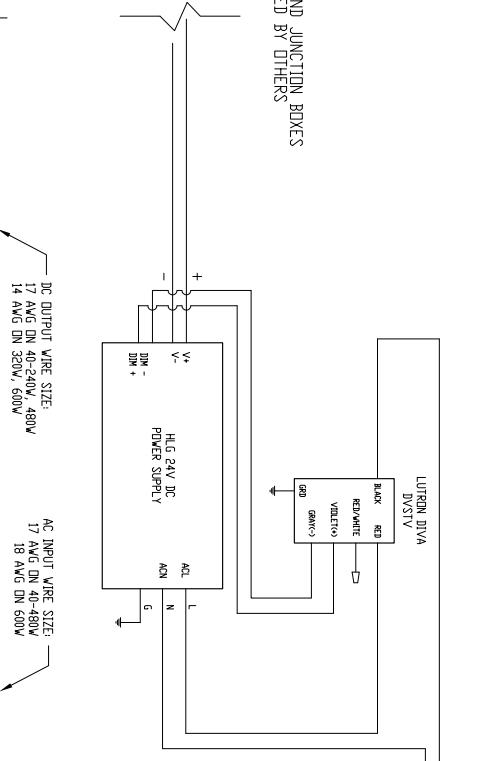 ND JUNCTION BOXES
ED BY OTHERS
LUTRON DIVA
DVSTV
BLACK
RED
RED/WHITE
VIOLET(+)
GRAY(-)
GRD
+
-
V+
V-
DIM -
DIM +
HLG 24V DC
POWER SUPPLY
ACL
ACN
L
N
G
DC OUTPUT WIRE SIZE:
17 AWG ON 40-240W, 480W
14 AWG ON 320W, 600W
AC INPUT WIRE SIZE:
17 AWG ON 40-480W
18 AWG ON 600W